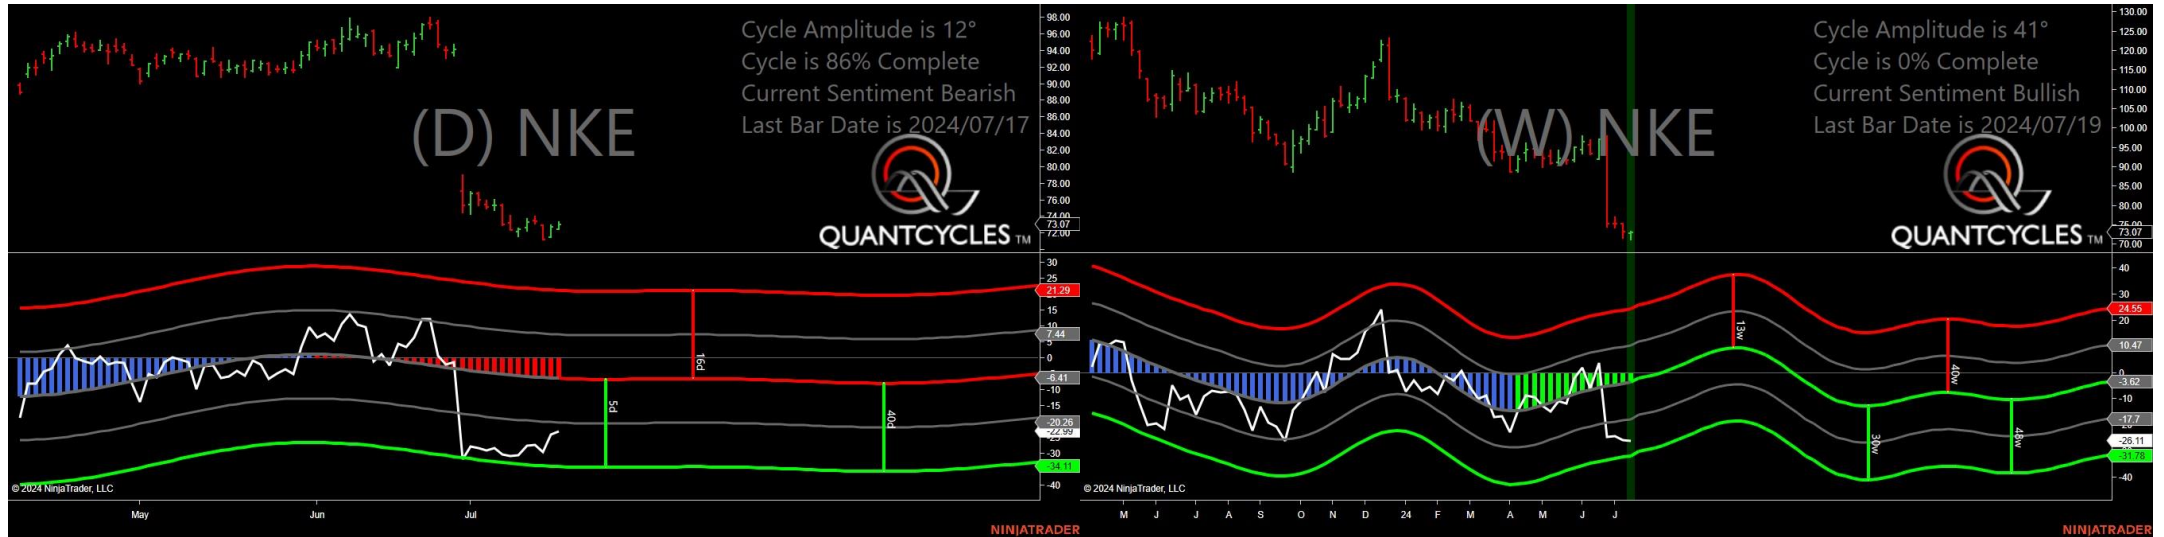 Cycle Amplitude is 12°
Cycle is 86% Complete
Current Sentiment Bearish
Last Bar Date is 2024/07/17
(D) NKE
QUANTCYCLES TM
98.00
96.00
94.00
92.00
90.00
88.00
86.00
84.00
82.00
80.00
78.00
76.00
74.00
73.07
72.00
30
25
21.29
15
10
7.44
5
0
-6.41
-10
-15
-20.26
-22.99
-30
-34.11
-40
16d
5d
40d
© 2024 NinjaTrader, LLC
May
Jun
Jul
NINJATRADER
Cycle Amplitude is 41°
Cycle is 0% Complete
Current Sentiment Bullish
Last Bar Date is 2024/07/19
(W) NKE
QUANTCYCLES TM
130.00
125.00
120.00
115.00
110.00
105.00
100.00
95.00
90.00
85.00
80.00
75.00
73.07
70.00
40
30
24.55
20
10.47
0
-3.62
-10
-17.7
-26.11
-31.78
-40
13w
40w
30w
48w
© 2024 NinjaTrader, LLC
M
J
J
A
S
O
N
D
24
F
M
A
M
J
J
NINJATRADER